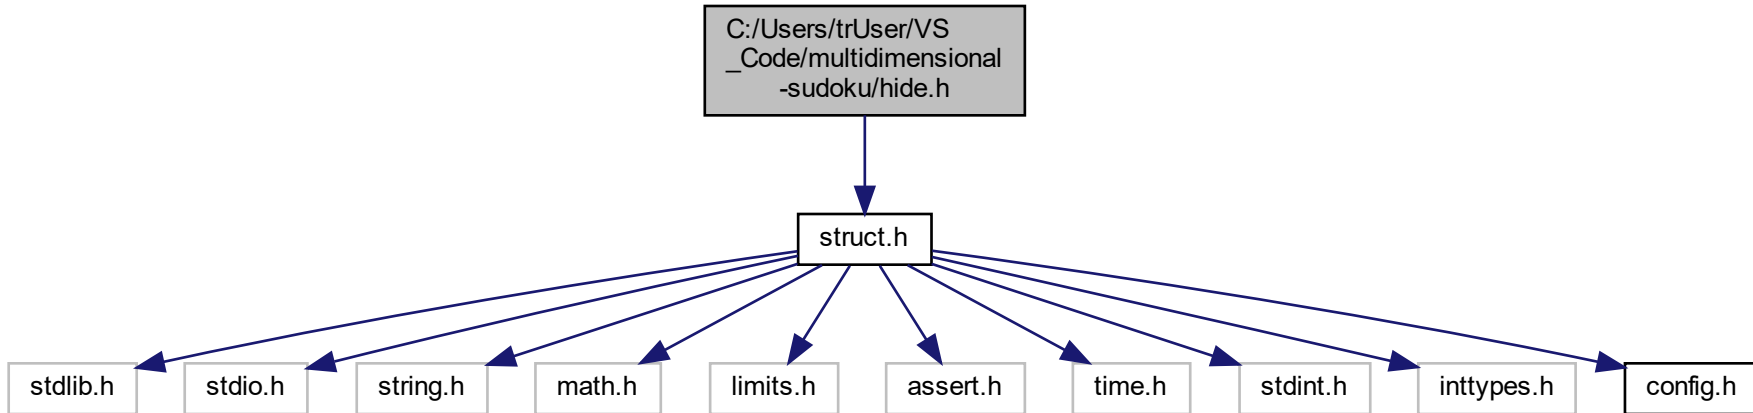 C:/Users/trUser/VS
_Code/multidimensional
-sudoku/hide.h
struct.h
stdlib.h
stdio.h
string.h
math.h
limits.h
assert.h
time.h
stdint.h
inttypes.h
config.h